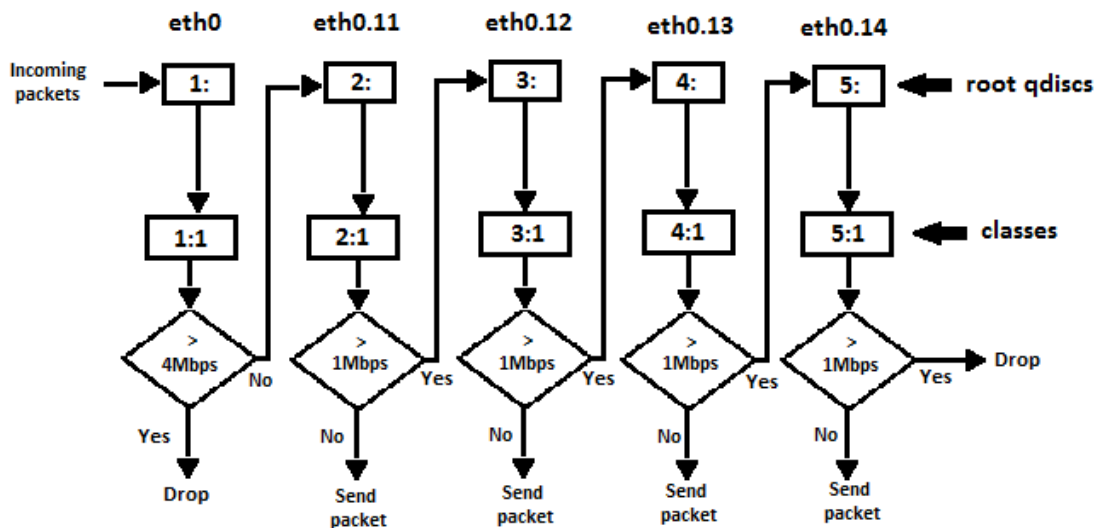 eth0 eth0.11 eth0.12 eth0.13 eth0.14
Incoming
packets
1: 2: 3: 4: 5: root qdiscs
1:1 2:1 3:1 4:1 5:1 classes
> > > > >
4Mbps 1Mbps 1Mbps 1Mbps 1Mbps
No Yes Yes Yes Yes Drop
Yes No No No No
Drop Send Send Send Send
packet packet packet packet